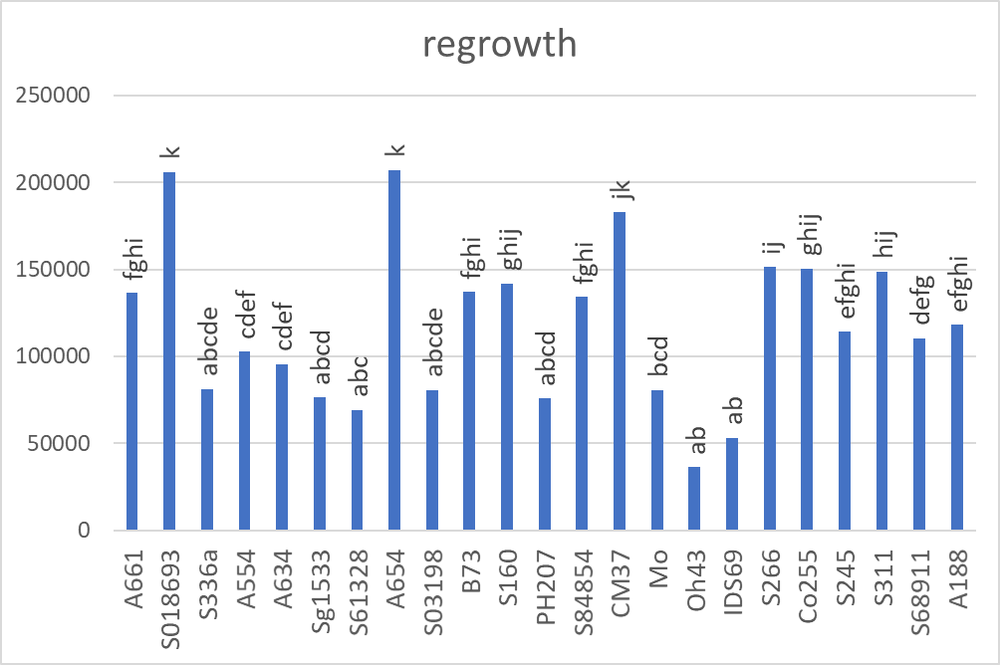 regrowth
250000
200000
150000
100000
50000
0
fghi
k
abcde
cdef
cdef
abcd
abc
k
abcde
fghi
ghij
abcd
fghi
jk
bcd
ab
ab
ij
ghij
efghi
hij
defg
efghi
A661
S018693
S336a
A554
A634
Sg1533
S61328
A654
S03198
B73
S160
PH207
S84854
CM37
Mo
Oh43
IDS69
S266
Co255
S245
S311
S68911
A188